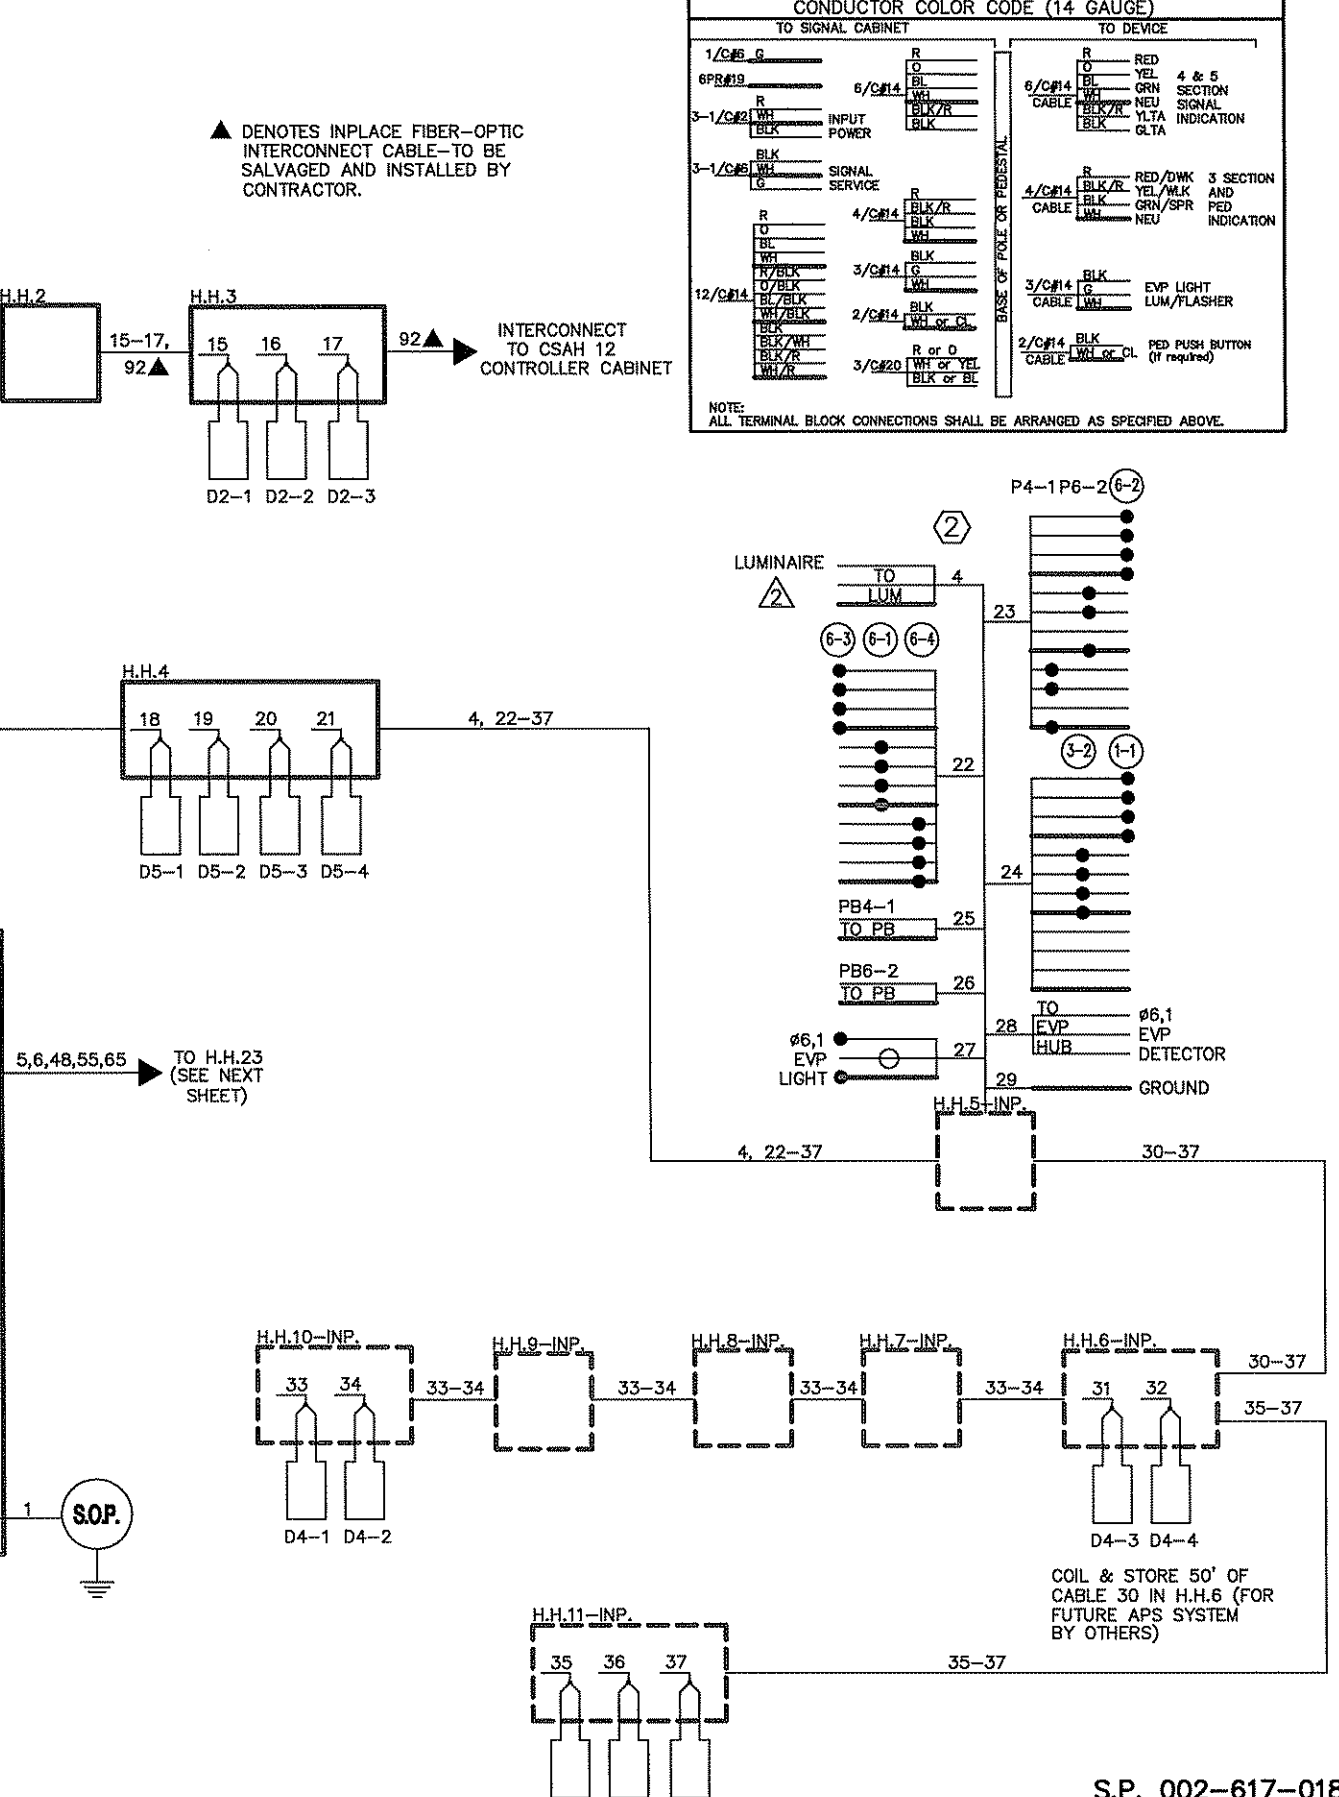 CONDUCTOR COLOR CODE (14 GAUGE)
TO SIGNAL CABINET
TO DEVICE
1/C#6 G
6PR#19
3-1/C#2
R
WH
BLK
INPUT
POWER
3-1/C#6
BLK
WH
G
SIGNAL
SERVICE
12/C#14
R
O
BL
WH
R/BLK
O/BLK
BL/BLK
WH/BLK
BLK
BLK/WH
BLK/R
WH/R
6/C#14
R
O
BL
WH
BLK/R
BLK
4/C#14
R
BLK/R
BLK
WH
3/C#14
BLK
G
WH
2/C#14
BLK
WH or CL
3/C#20
R or O
WH or YEL
BLK or BL
BASE OF POLE OR PEDESTAL
6/C#14
CABLE
R RED
O YEL
BL GRN
WH NEU
BLK/R YLTA
BLK GLTA
4 & 5
SECTION
SIGNAL
INDICATION
4/C#14
CABLE
R RED/DWK
BLK/R YEL/WLK
BLK GRN/SPR
WH NEU
3 SECTION
AND
PED
INDICATION
3/C#14
CABLE
BLK
G
WH
EVP LIGHT
LUM/FLASHER
2/C#14
CABLE
BLK
WH or CL
PED PUSH BUTTON
(if required)
NOTE:
ALL TERMINAL BLOCK CONNECTIONS SHALL BE ARRANGED AS SPECIFIED ABOVE.
▲ DENOTES INPLACE FIBER-OPTIC
INTERCONNECT CABLE-TO BE
SALVAGED AND INSTALLED BY
CONTRACTOR.
H.H.2
15-17,
92▲
H.H.3
15 16 17
D2-1 D2-2 D2-3
92▲
INTERCONNECT
TO CSAH 12
CONTROLLER CABINET
P4-1 P6-2 6-2
2
LUMINAIRE
2
TO
LUM
4
23
6-3 6-1 6-4
22
3-2 1-1
24
PB4-1
TO PB
25
PB6-2
TO PB
26
ø6,1
EVP
LIGHT
27
28
TO
EVP
HUB
ø6,1
EVP
DETECTOR
29
GROUND
H.H.4
18 19 20 21
D5-1 D5-2 D5-3 D5-4
4, 22-37
5,6,48,55,65
TO H.H.23
(SEE NEXT
SHEET)
H.H.5-INP.
4, 22-37
30-37
H.H.10-INP.
33 34
D4-1 D4-2
33-34
H.H.9-INP.
33-34
H.H.8-INP.
33-34
H.H.7-INP.
33-34
H.H.6-INP.
31 32
D4-3 D4-4
30-37
35-37
1
S.O.P.
COIL & STORE 50' OF
CABLE 30 IN H.H.6 (FOR
FUTURE APS SYSTEM
BY OTHERS)
H.H.11-INP.
35 36 37
35-37
S.P. 002-617-018